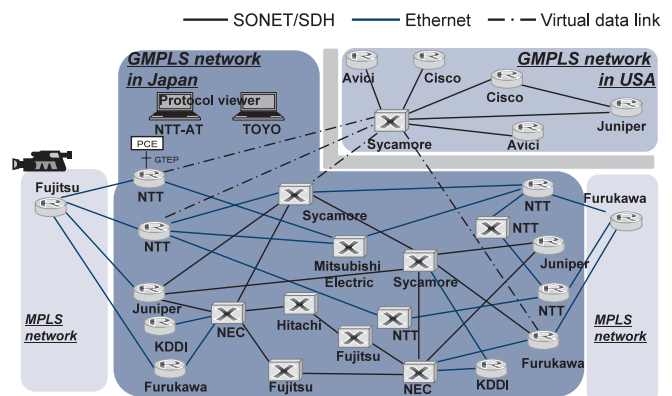 SONET/SDH
Ethernet
Virtual data link
GMPLS network
in Japan
GMPLS network
in USA
Avici
Cisco
Cisco
Protocol viewer
NTT-AT
TOYO
Sycamore
Avici
Juniper
PCE
GTEP
Fujitsu
NTT
Sycamore
NTT
Furukawa
NTT
NTT
Mitsubishi
Electric
Sycamore
Juniper
Juniper
NEC
Hitachi
NTT
NTT
MPLS
network
KDDI
Fujitsu
Furukawa
MPLS
network
Furukawa
Fujitsu
NEC
KDDI